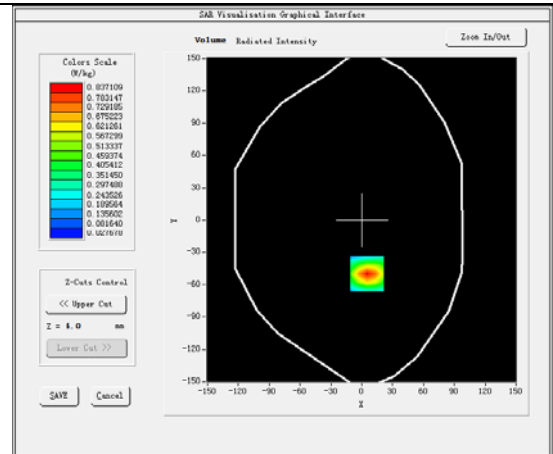 SAR Visualisation Graphical Interface
Volume Radiated Intensity
Zoom In/Out
Colors Scale
(W/kg)
0.837109
0.783147
0.729185
0.675223
0.621261
0.567299
0.513337
0.459374
0.405412
0.351450
0.297488
0.243526
0.189564
0.135602
0.081640
0.027678
Z-Cuts Control
<< Upper Cut
Z = 4.0 mm
Lower Cut >>
SAVE
Cancel
150
120
90
60
30
0
-30
-60
-90
-120
-150
Y
-150 -120 -90 -60 -30 0 30 60 90 120 150
X